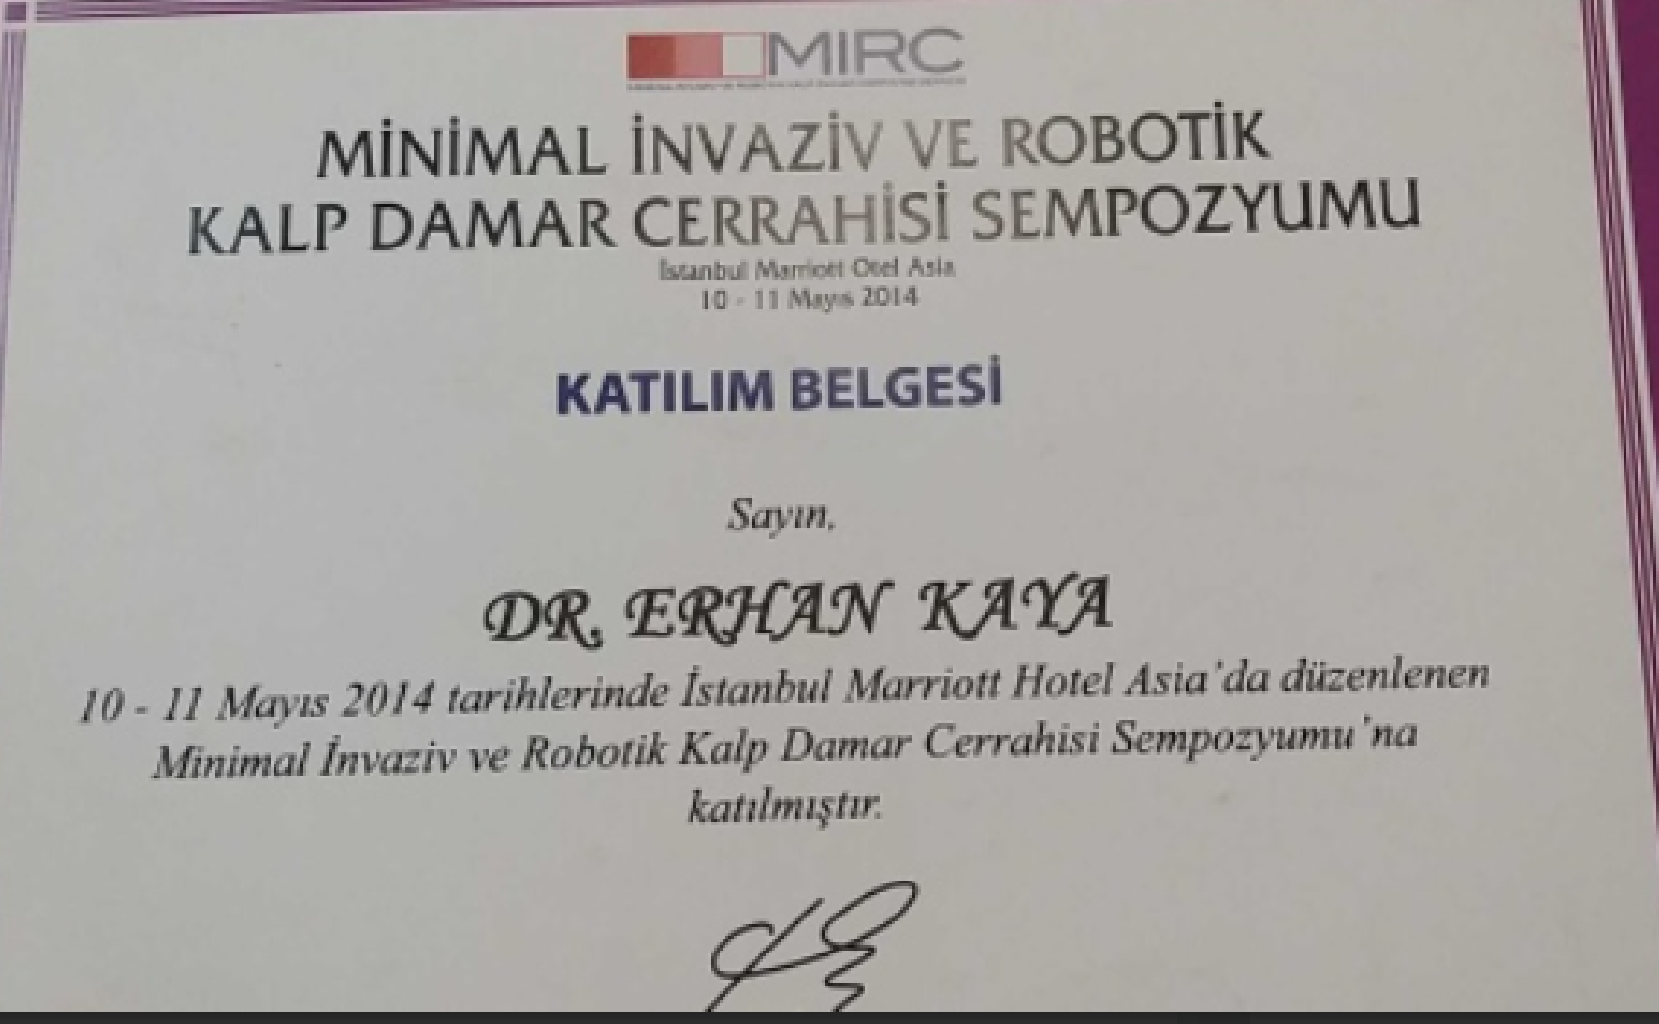 MIRC
MİNİMAL İNVAZİV VE ROBOTİK
KALP DAMAR CERRAHİSİ SEMPOZYUMU
İstanbul Marriott Otel Asia
10 - 11 Mayıs 2014
KATILIM BELGESİ
Sayın,
DR. ERHAN KAYA
10 - 11 Mayıs 2014 tarihlerinde İstanbul Marriott Hotel Asia'da düzenlenen
Minimal İnvaziv ve Robotik Kalp Damar Cerrahisi Sempozyumu'na
katılmıştır.